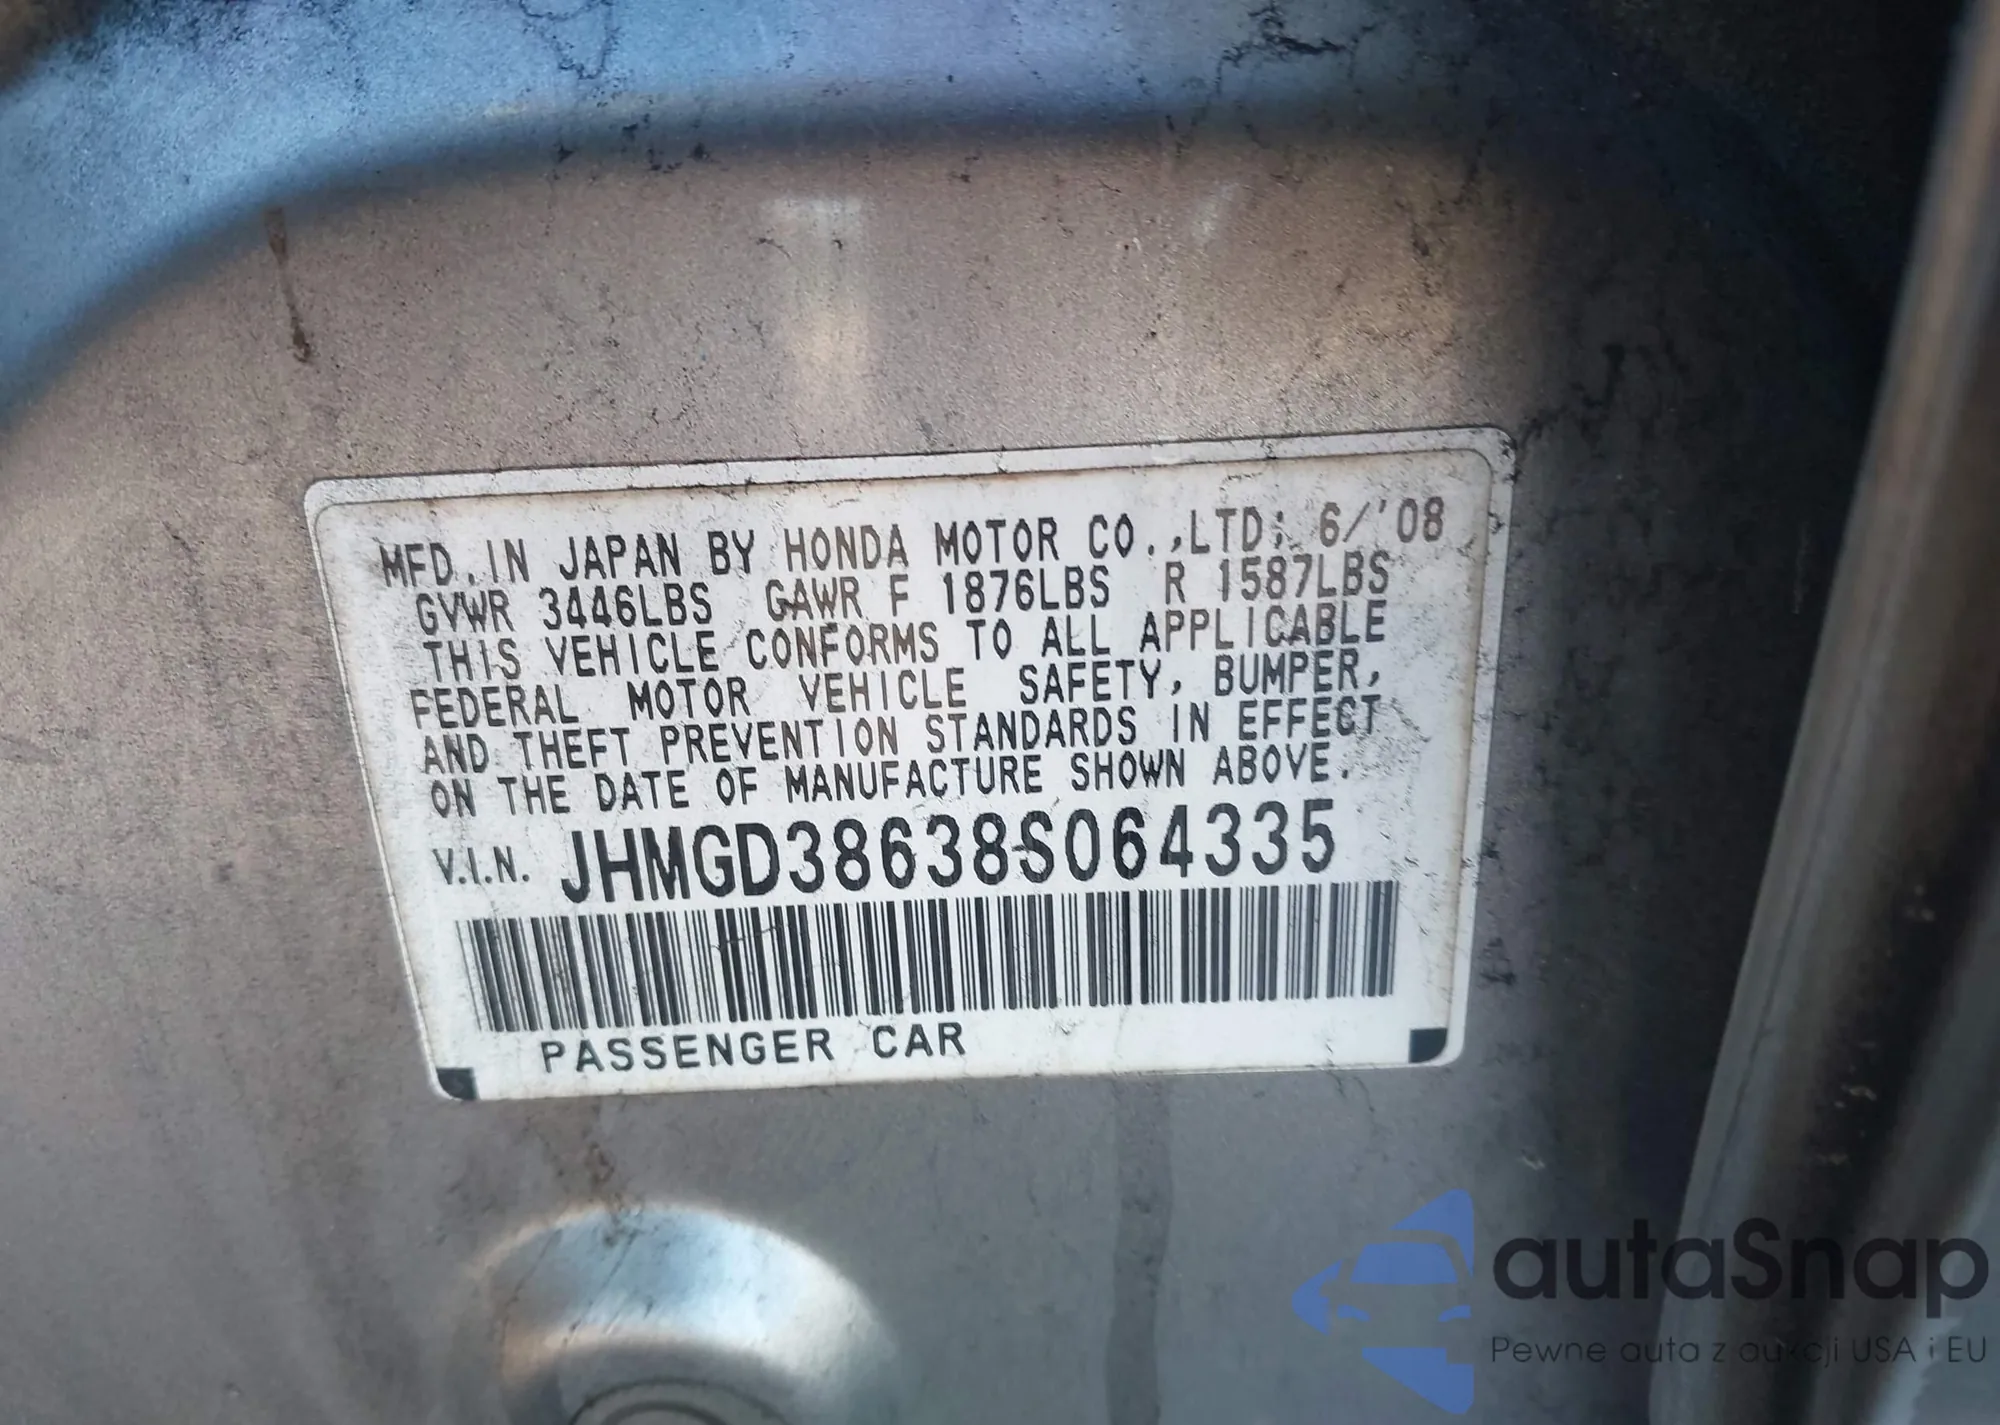 MFD. IN JAPAN BY HONDA MOTOR CO.,LTD; 6/'08
GVWR 3446LBS GAWR F 1876LBS R 1587LBS
THIS VEHICLE CONFORMS TO ALL APPLICABLE
FEDERAL MOTOR VEHICLE SAFETY, BUMPER,
AND THEFT PREVENTION STANDARDS IN EFFECT
ON THE DATE OF MANUFACTURE SHOWN ABOVE.
V.I.N. JHMGD38638S064335
PASSENGER CAR
autaSnap
Pewne auta z aukcji USA i EU